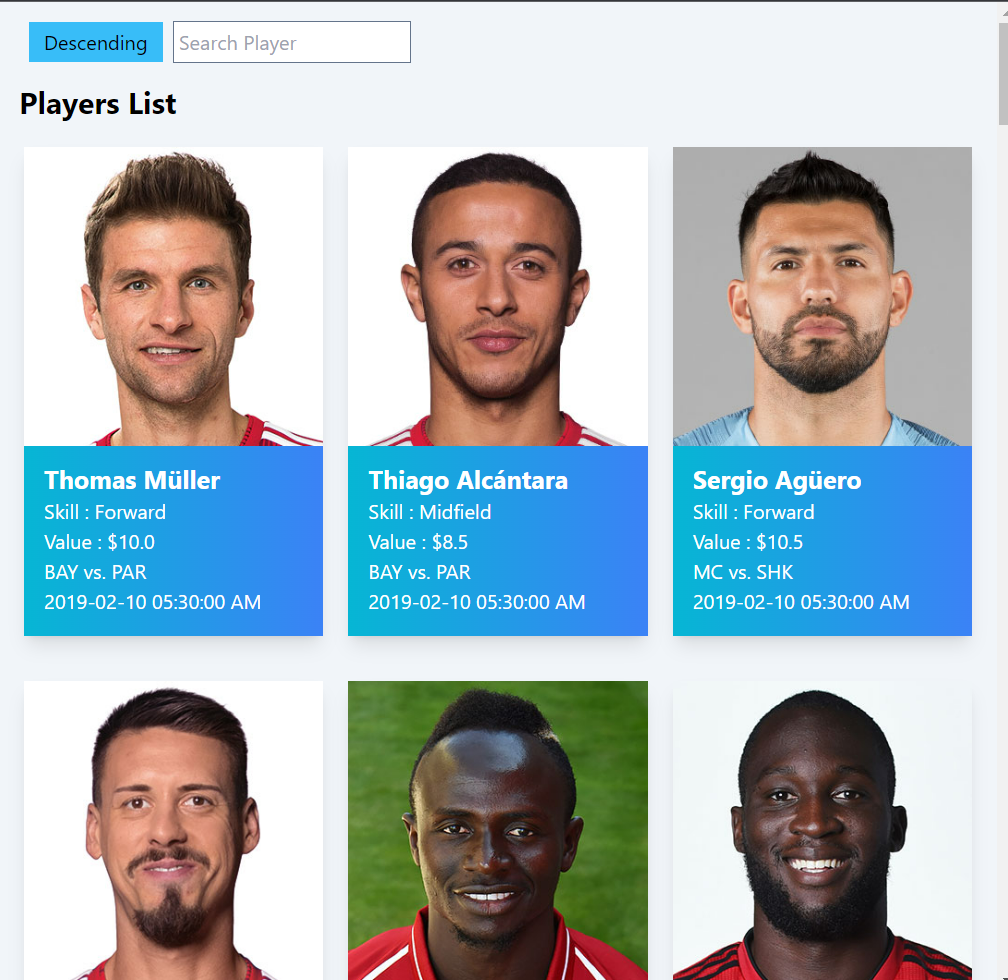 Descending
Search Player
Players List
Thomas Müller
Skill : Forward
Value : $10.0
BAY vs. PAR
2019-02-10 05:30:00 AM
Thiago Alcántara
Skill : Midfield
Value : $8.5
BAY vs. PAR
2019-02-10 05:30:00 AM
Sergio Agüero
Skill : Forward
Value : $10.5
MC vs. SHK
2019-02-10 05:30:00 AM